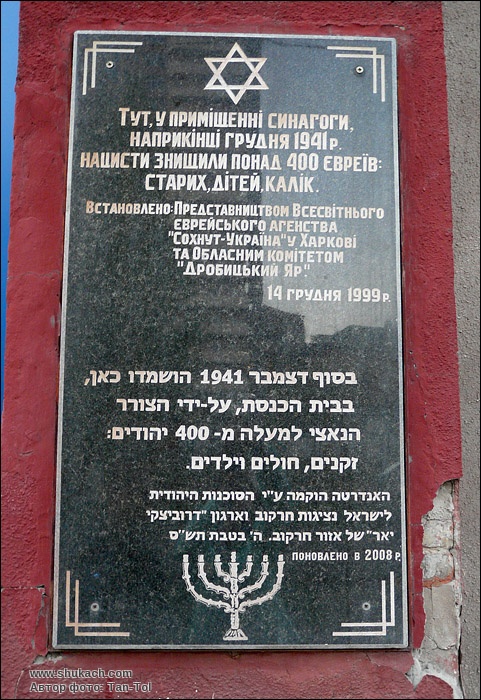 Тут, у приміщенні синагоги,
наприкінці грудня 1941 р.
нацисти знищили понад 400 євреїв:
старих, дітей, калік.
Встановлено: Представництвом Всесвітнього
єврейського агенства
"Сохнут-Україна" у Харкові
та Обласним комітетом
"Дробицький Яр".
14 грудня 1999 р.
בסוף דצמבר 1941 הושמדו כאן,
בבית הכנסת, על-ידי הצורר
הנאצי למעלה מ- 400 יהודים:
זקנים, חולים וילדים.
האנדרטה הוקמה ע"י הסוכנות היהודית
לישראל נציגות חרקוב וארגון "דרוביצקי
יאר" של אזור חרקוב. ה' בטבת תש"ס
поновлено в 2008 р.
www.shukach.com
Автор фото: Tan-Tol